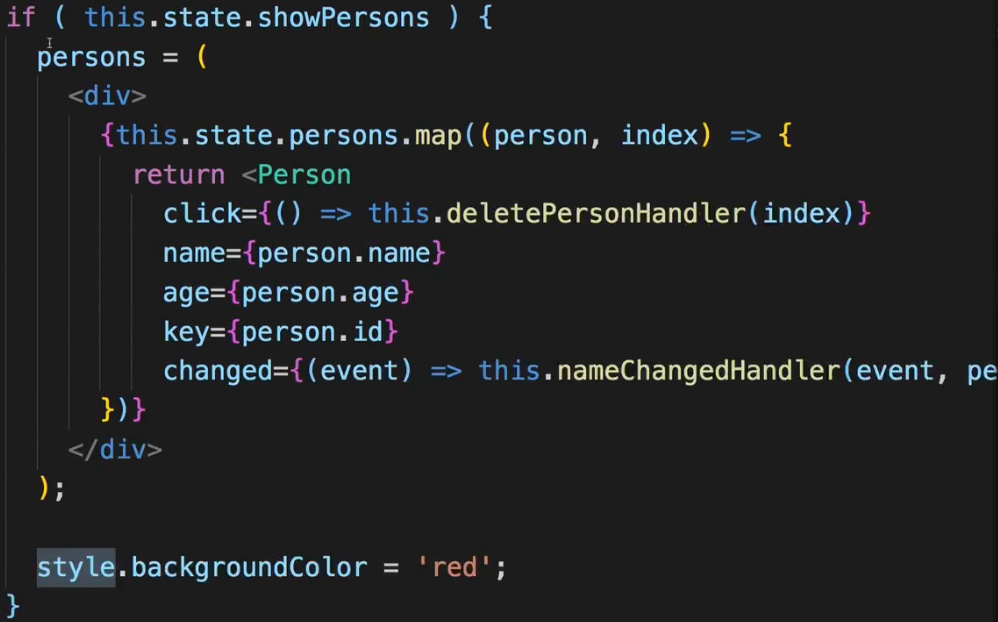 if ( this.state.showPersons ) {
persons = (
<div>
{this.state.persons.map((person, index) => {
return <Person
click={() => this.deletePersonHandler(index)}
name={person.name}
age={person.age}
key={person.id}
changed={(event) => this.nameChangedHandler(event, pe
})}
</div>
);
style.backgroundColor = 'red';
}